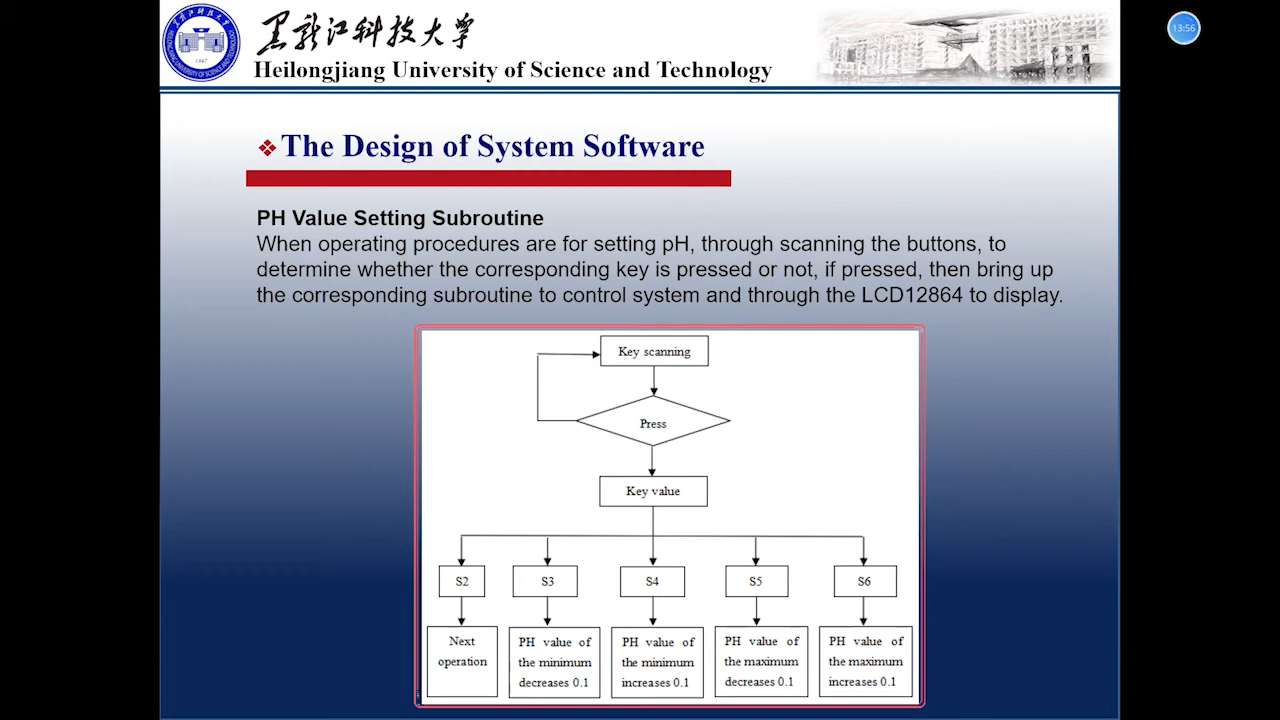 黑龙江科技大学
Heilongjiang University of Science and Technology
13:56
❖ The Design of System Software
PH Value Setting Subroutine
When operating procedures are for setting pH, through scanning the buttons, to
determine whether the corresponding key is pressed or not, if pressed, then bring up
the corresponding subroutine to control system and through the LCD12864 to display.
Key scanning
Press
Key value
S2
S3
S4
S5
S6
Next
operation
PH value of
the minimum
decreases 0.1
PH value of
the minimum
increases 0.1
PH value of
the maximum
decreases 0.1
PH value of
the maximum
increases 0.1